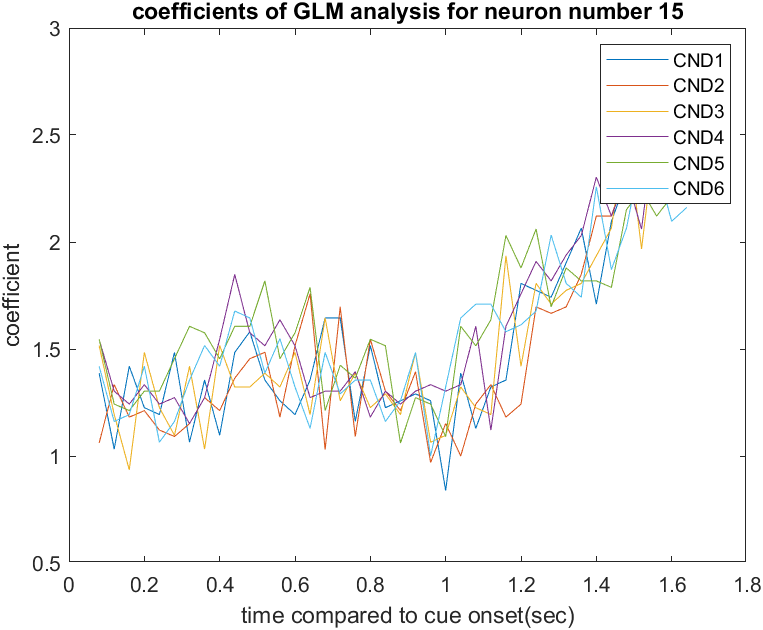 coefficients of GLM analysis for neuron number 15
3
2.5
2
1.5
1
0.5
coefficient
CND1
CND2
CND3
CND4
CND5
CND6
0
0.2
0.4
0.6
0.8
1
1.2
1.4
1.6
1.8
time compared to cue onset(sec)